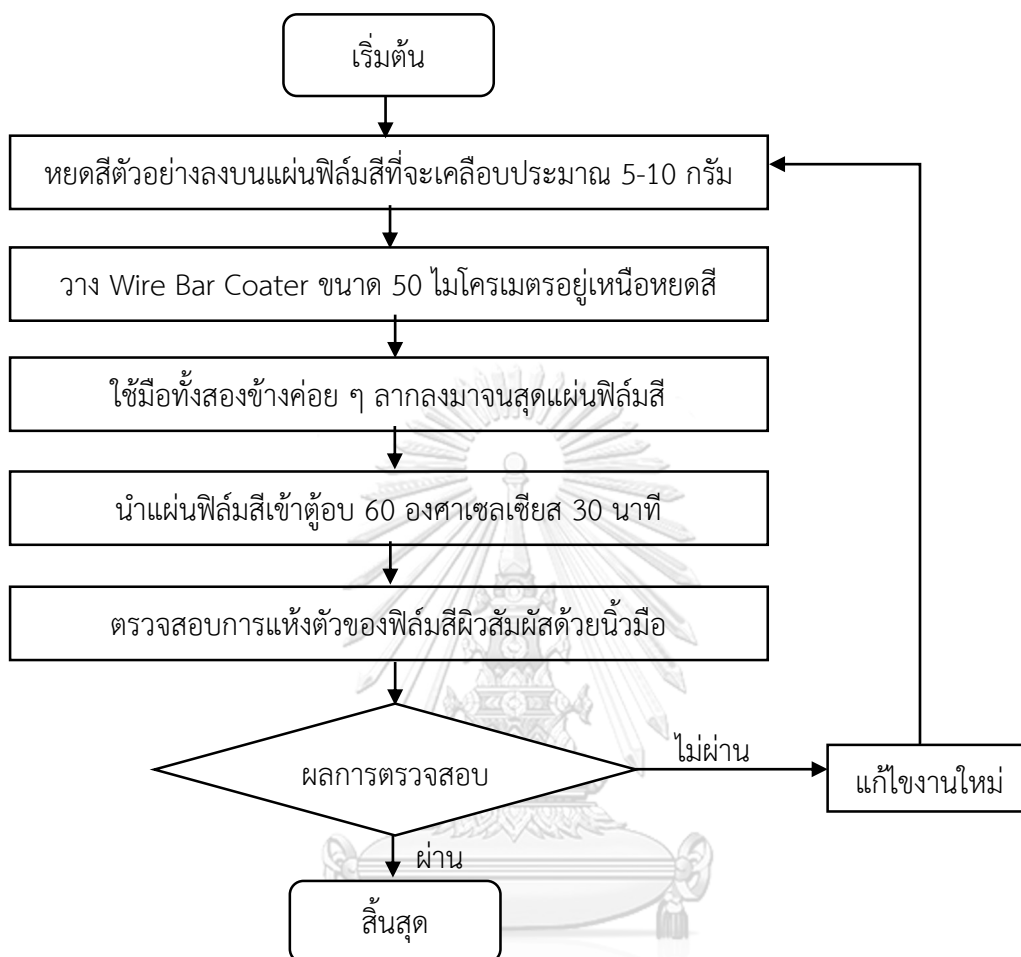 เริ่มต้น
หยดสีตัวอย่างลงบนแผ่นฟิล์มสีที่จะเคลือบประมาณ 5-10 กรัม
วาง Wire Bar Coater ขนาด 50 ไมโครเมตรอยู่เหนือหยดสี
ใช้มือทั้งสองข้างค่อย ๆ ลากลงมาจนสุดแผ่นฟิล์มสี
นำแผ่นฟิล์มสีเข้าตู้อบ 60 องศาเซลเซียส 30 นาที
ตรวจสอบการแห้งตัวของฟิล์มสีผิวสัมผัสด้วยนิ้วมือ
ผลการตรวจสอบ
ไม่ผ่าน
แก้ไขงานใหม่
ผ่าน
สิ้นสุด